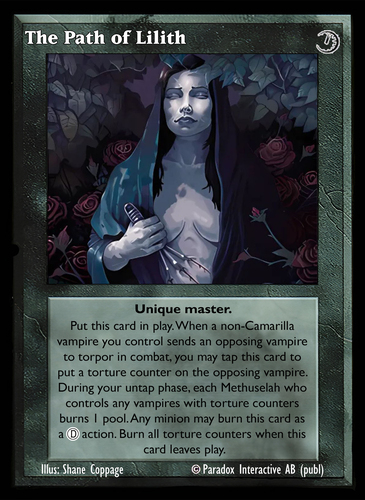 The Path of Lilith
Unique master.
Put this card in play. When a non-Camarilla
vampire you control sends an opposing vampire
to torpor in combat, you may tap this card to
put a torture counter on the opposing vampire.
During your untap phase, each Methuselah who
controls any vampires with torture counters
burns 1 pool. Any minion may burn this card as
a Ⓓ action. Burn all torture counters when this
card leaves play.
Illus: Shane Coppage
© Paradox Interactive AB (publ)